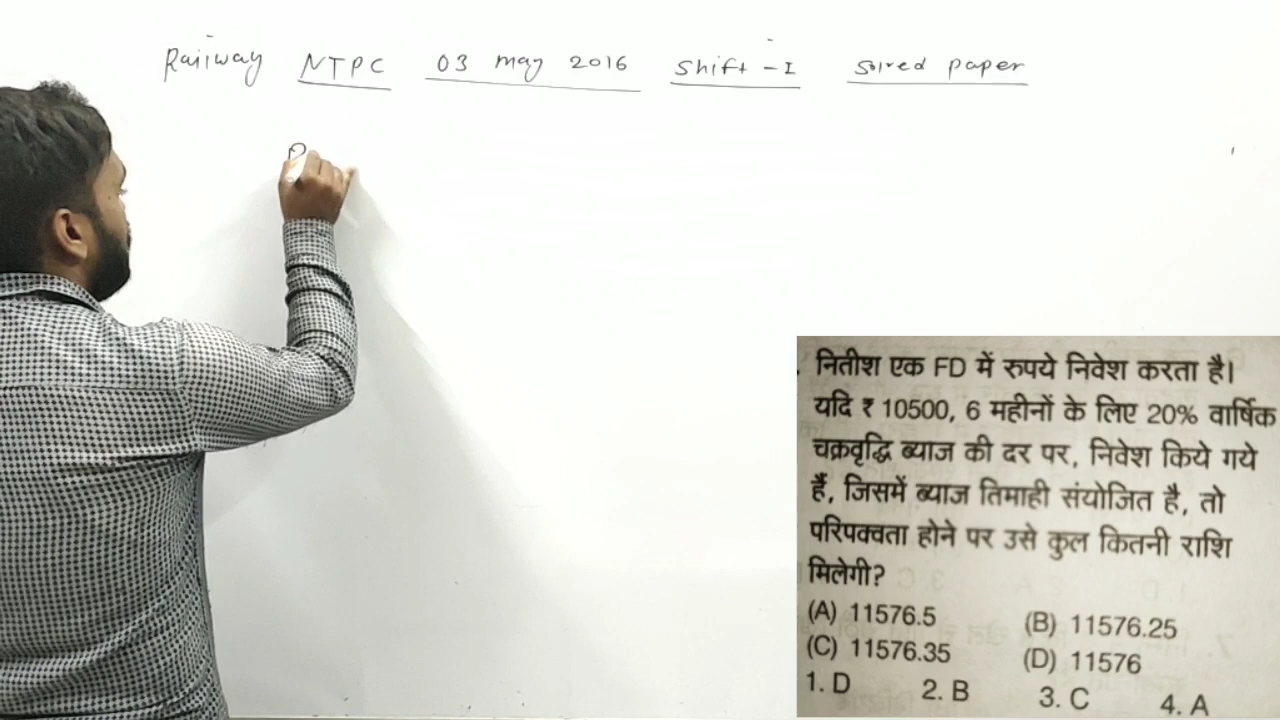 Railway NTPC 03 may 2016 Shift-I Solved paper
P
नितीश एक FD में रुपये निवेश करता है।
यदि ₹ 10500, 6 महीनों के लिए 20% वार्षिक
चक्रवृद्धि ब्याज की दर पर, निवेश किये गये
हैं, जिसमें ब्याज तिमाही संयोजित है, तो
परिपक्वता होने पर उसे कुल कितनी राशि
मिलेगी?
(A) 11576.5 (B) 11576.25
(C) 11576.35 (D) 11576
1. D 2. B 3. C 4. A